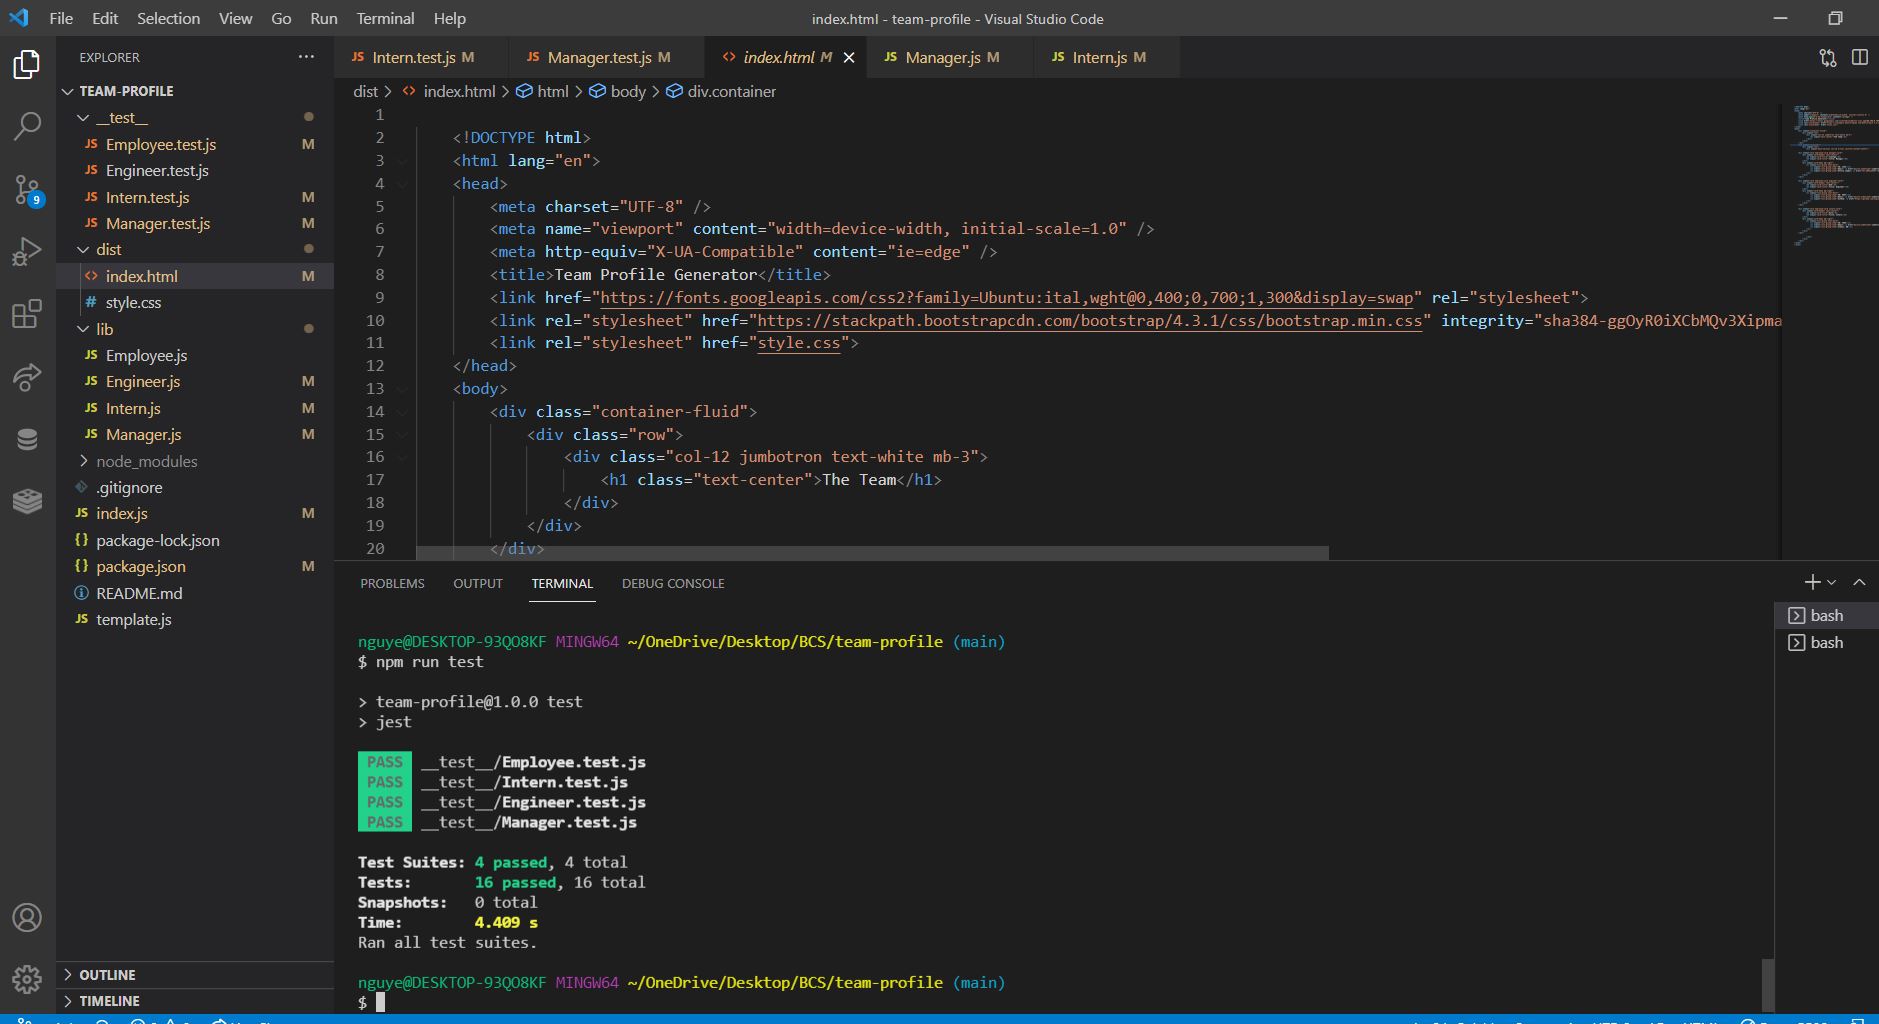 File Edit Selection View Go Run Terminal Help
index.html - team-profile - Visual Studio Code
EXPLORER
TEAM-PROFILE
__test__
JS Employee.test.js M
JS Engineer.test.js
JS Intern.test.js M
JS Manager.test.js M
dist
<> index.html M
# style.css
lib
JS Employee.js
JS Engineer.js M
JS Intern.js M
JS Manager.js M
node_modules
.gitignore
JS index.js M
{} package-lock.json
{} package.json M
README.md
JS template.js
OUTLINE
TIMELINE
9
JS Intern.test.js M JS Manager.test.js M <> index.html M JS Manager.js M JS Intern.js M
dist > <> index.html > html > body > div.container
1
2 <!DOCTYPE html>
3 <html lang="en">
4 <head>
5 <meta charset="UTF-8" />
6 <meta name="viewport" content="width=device-width, initial-scale=1.0" />
7 <meta http-equiv="X-UA-Compatible" content="ie=edge" />
8 <title>Team Profile Generator</title>
9 <link href="https://fonts.googleapis.com/css2?family=Ubuntu:ital,wght@0,400;0,700;1,300&display=swap" rel="stylesheet">
10 <link rel="stylesheet" href="https://stackpath.bootstrapcdn.com/bootstrap/4.3.1/css/bootstrap.min.css" integrity="sha384-ggOyR0iXCbMQv3Xipma
11 <link rel="stylesheet" href="style.css">
12 </head>
13 <body>
14 <div class="container-fluid">
15 <div class="row">
16 <div class="col-12 jumbotron text-white mb-3">
17 <h1 class="text-center">The Team</h1>
18 </div>
19 </div>
20 </div>
PROBLEMS OUTPUT TERMINAL DEBUG CONSOLE
bash
bash
nguye@DESKTOP-93QO8KF MINGW64 ~/OneDrive/Desktop/BCS/team-profile (main)
$ npm run test
> team-profile@1.0.0 test
> jest
PASS __test__/Employee.test.js
PASS __test__/Intern.test.js
PASS __test__/Engineer.test.js
PASS __test__/Manager.test.js
Test Suites: 4 passed, 4 total
Tests: 16 passed, 16 total
Snapshots: 0 total
Time: 4.409 s
Ran all test suites.
nguye@DESKTOP-93QO8KF MINGW64 ~/OneDrive/Desktop/BCS/team-profile (main)
$